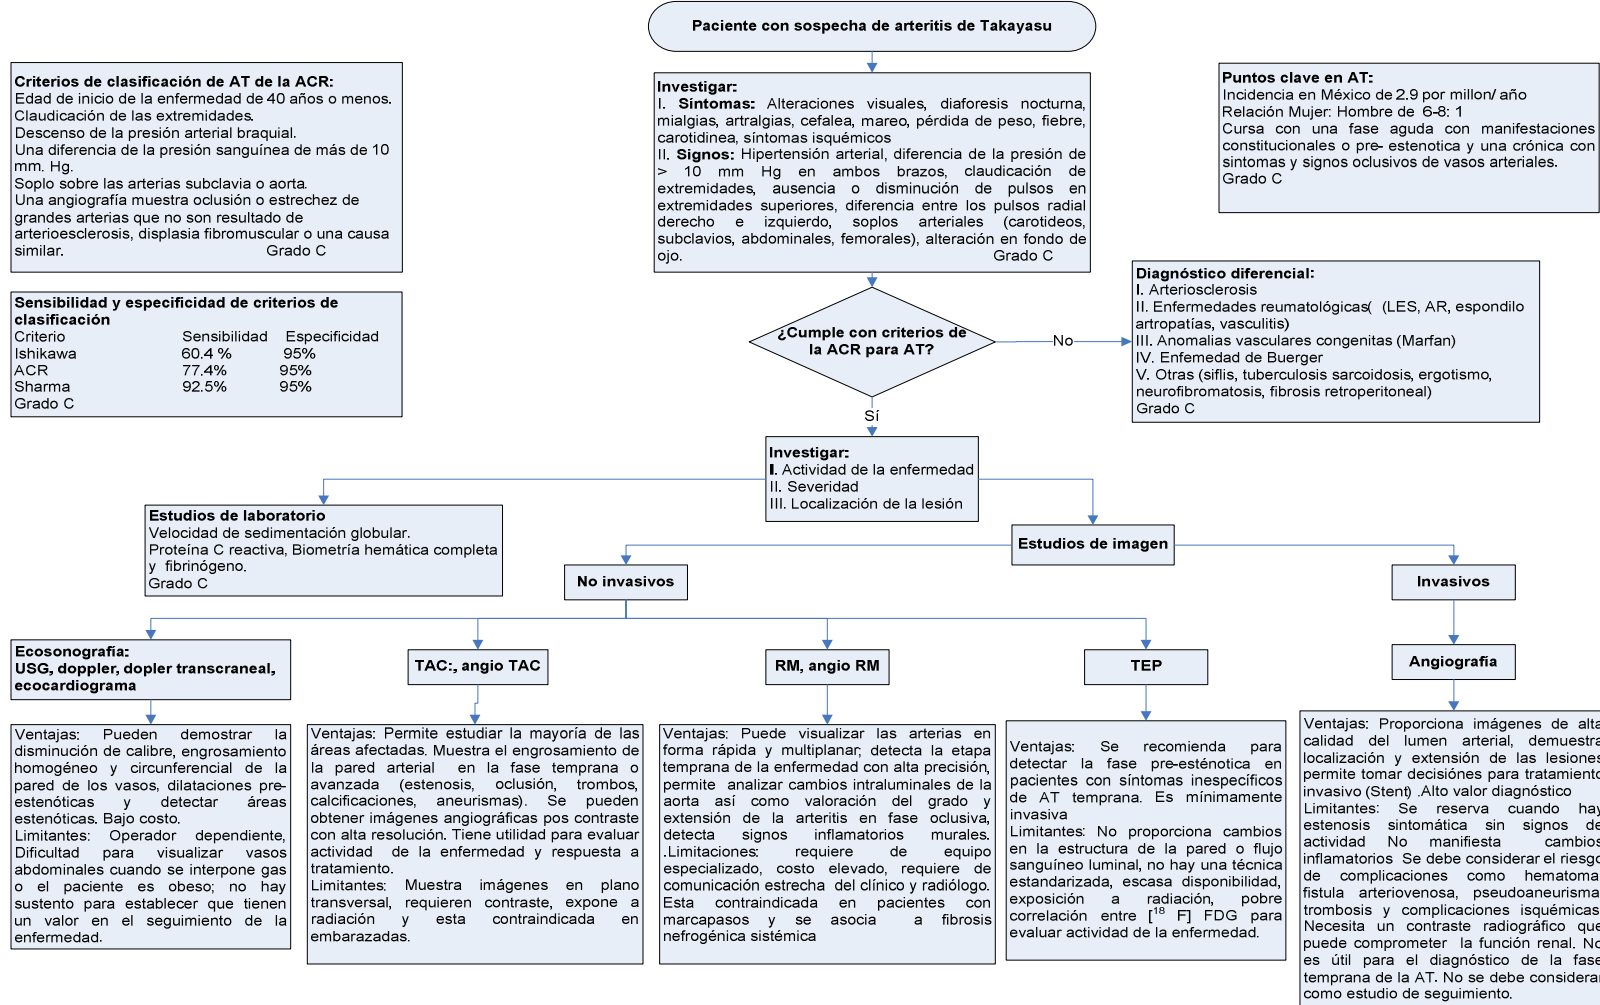 Paciente con sospecha de arteritis de Takayasu
Criterios de clasificación de AT de la ACR:
Edad de inicio de la enfermedad de 40 años o menos.
Claudicación de las extremidades.
Descenso de la presión arterial braquial.
Una diferencia de la presión sanguínea de más de 10
mm. Hg.
Soplo sobre las arterias subclavia o aorta.
Una angiografía muestra oclusión o estrechez de
grandes arterias que no son resultado de
arterioesclerosis, displasia fibromuscular o una causa
similar. Grado C
Investigar:
I. Síntomas: Alteraciones visuales, diaforesis nocturna,
mialgias, artralgias, cefalea, mareo, pérdida de peso, fiebre,
carotidinea, síntomas isquémicos
II. Signos: Hipertensión arterial, diferencia de la presión de
> 10 mm Hg en ambos brazos, claudicación de
extremidades, ausencia o disminución de pulsos en
extremidades superiores, diferencia entre los pulsos radial
derecho e izquierdo, soplos arteriales (carotideos,
subclavios, abdominales, femorales), alteración en fondo de
ojo. Grado C
Puntos clave en AT:
Incidencia en México de 2.9 por millon/ año
Relación Mujer: Hombre de 6-8: 1
Cursa con una fase aguda con manifestaciones
constitucionales o pre- estenotica y una crónica con
sintomas y signos oclusivos de vasos arteriales.
Grado C
Sensibilidad y especificidad de criterios de
clasificación
Criterio Sensibilidad Especificidad
Ishikawa 60.4 % 95%
ACR 77.4% 95%
Sharma 92.5% 95%
Grado C
¿Cumple con criterios de
la ACR para AT?
No
Sí
Diagnóstico diferencial:
I. Arteriosclerosis
II. Enfermedades reumatológicas( (LES, AR, espondilo
artropatías, vasculitis)
III. Anomalias vasculares congenitas (Marfan)
IV. Enfemedad de Buerger
V. Otras (siflis, tuberculosis sarcoidosis, ergotismo,
neurofibromatosis, fibrosis retroperitoneal)
Grado C
Investigar:
I. Actividad de la enfermedad
II. Severidad
III. Localización de la lesión
Estudios de laboratorio
Velocidad de sedimentación globular.
Proteína C reactiva, Biometría hemática completa
y fibrinógeno.
Grado C
Estudios de imagen
No invasivos
Invasivos
Ecosonografía:
USG, doppler, dopler transcraneal,
ecocardiograma
TAC:, angio TAC
RM, angio RM
TEP
Angiografía
Ventajas: Pueden demostrar la
disminución de calibre, engrosamiento
homogéneo y circunferencial de la
pared de los vasos, dilataciones pre-
estenóticas y detectar áreas
estenóticas. Bajo costo.
Limitantes: Operador dependiente,
Dificultad para visualizar vasos
abdominales cuando se interpone gas
o el paciente es obeso; no hay
sustento para establecer que tienen
un valor en el seguimiento de la
enfermedad.
Ventajas: Permite estudiar la mayoría de las
áreas afectadas. Muestra el engrosamiento de
la pared arterial en la fase temprana o
avanzada (estenosis, oclusión, trombos,
calcificaciones, aneurismas). Se pueden
obtener imágenes angiográficas pos contraste
con alta resolución. Tiene utilidad para evaluar
actividad de la enfermedad y respuesta a
tratamiento.
Limitantes: Muestra imágenes en plano
transversal, requieren contraste, expone a
radiación y esta contraindicada en
embarazadas.
Ventajas: Puede visualizar las arterias en
forma rápida y multiplanar; detecta la etapa
temprana de la enfermedad con alta precisión,
permite analizar cambios intraluminales de la
aorta así como valoración del grado y
extensión de la arteritis en fase oclusiva,
detecta signos inflamatorios murales.
.Limitaciones: requiere de equipo
especializado, costo elevado, requiere de
comunicación estrecha del clínico y radiólogo.
Esta contraindicada en pacientes con
marcapasos y se asocia a fibrosis
nefrogénica sistémica
Ventajas: Se recomienda para
detectar la fase pre-esténotica en
pacientes con síntomas inespecíficos
de AT temprana. Es mínimamente
invasiva
Limitantes: No proporciona cambios
en la estructura de la pared o flujo
sanguíneo luminal, no hay una técnica
estandarizada, escasa disponibilidad,
exposición a radiación, pobre
correlación entre [¹⁸ F] FDG para
evaluar actividad de la enfermedad.
Ventajas: Proporciona imágenes de alta
calidad del lumen arterial, demuestra
localización y extensión de las lesiones
permite tomar decisiónes para tratamiento
invasivo (Stent) .Alto valor diagnóstico
Limitantes: Se reserva cuando hay
estenosis sintomática sin signos de
actividad No manifiesta cambios
inflamatorios Se debe considerar el riesgo
de complicaciones como hematoma,
fistula arteriovenosa, pseudoaneurisma,
trombosis y complicaciones isquémicas.
Necesita un contraste radiográfico que
puede comprometer la función renal. No
es útil para el diagnóstico de la fase
temprana de la AT. No se debe considerar
como estudio de seguimiento.